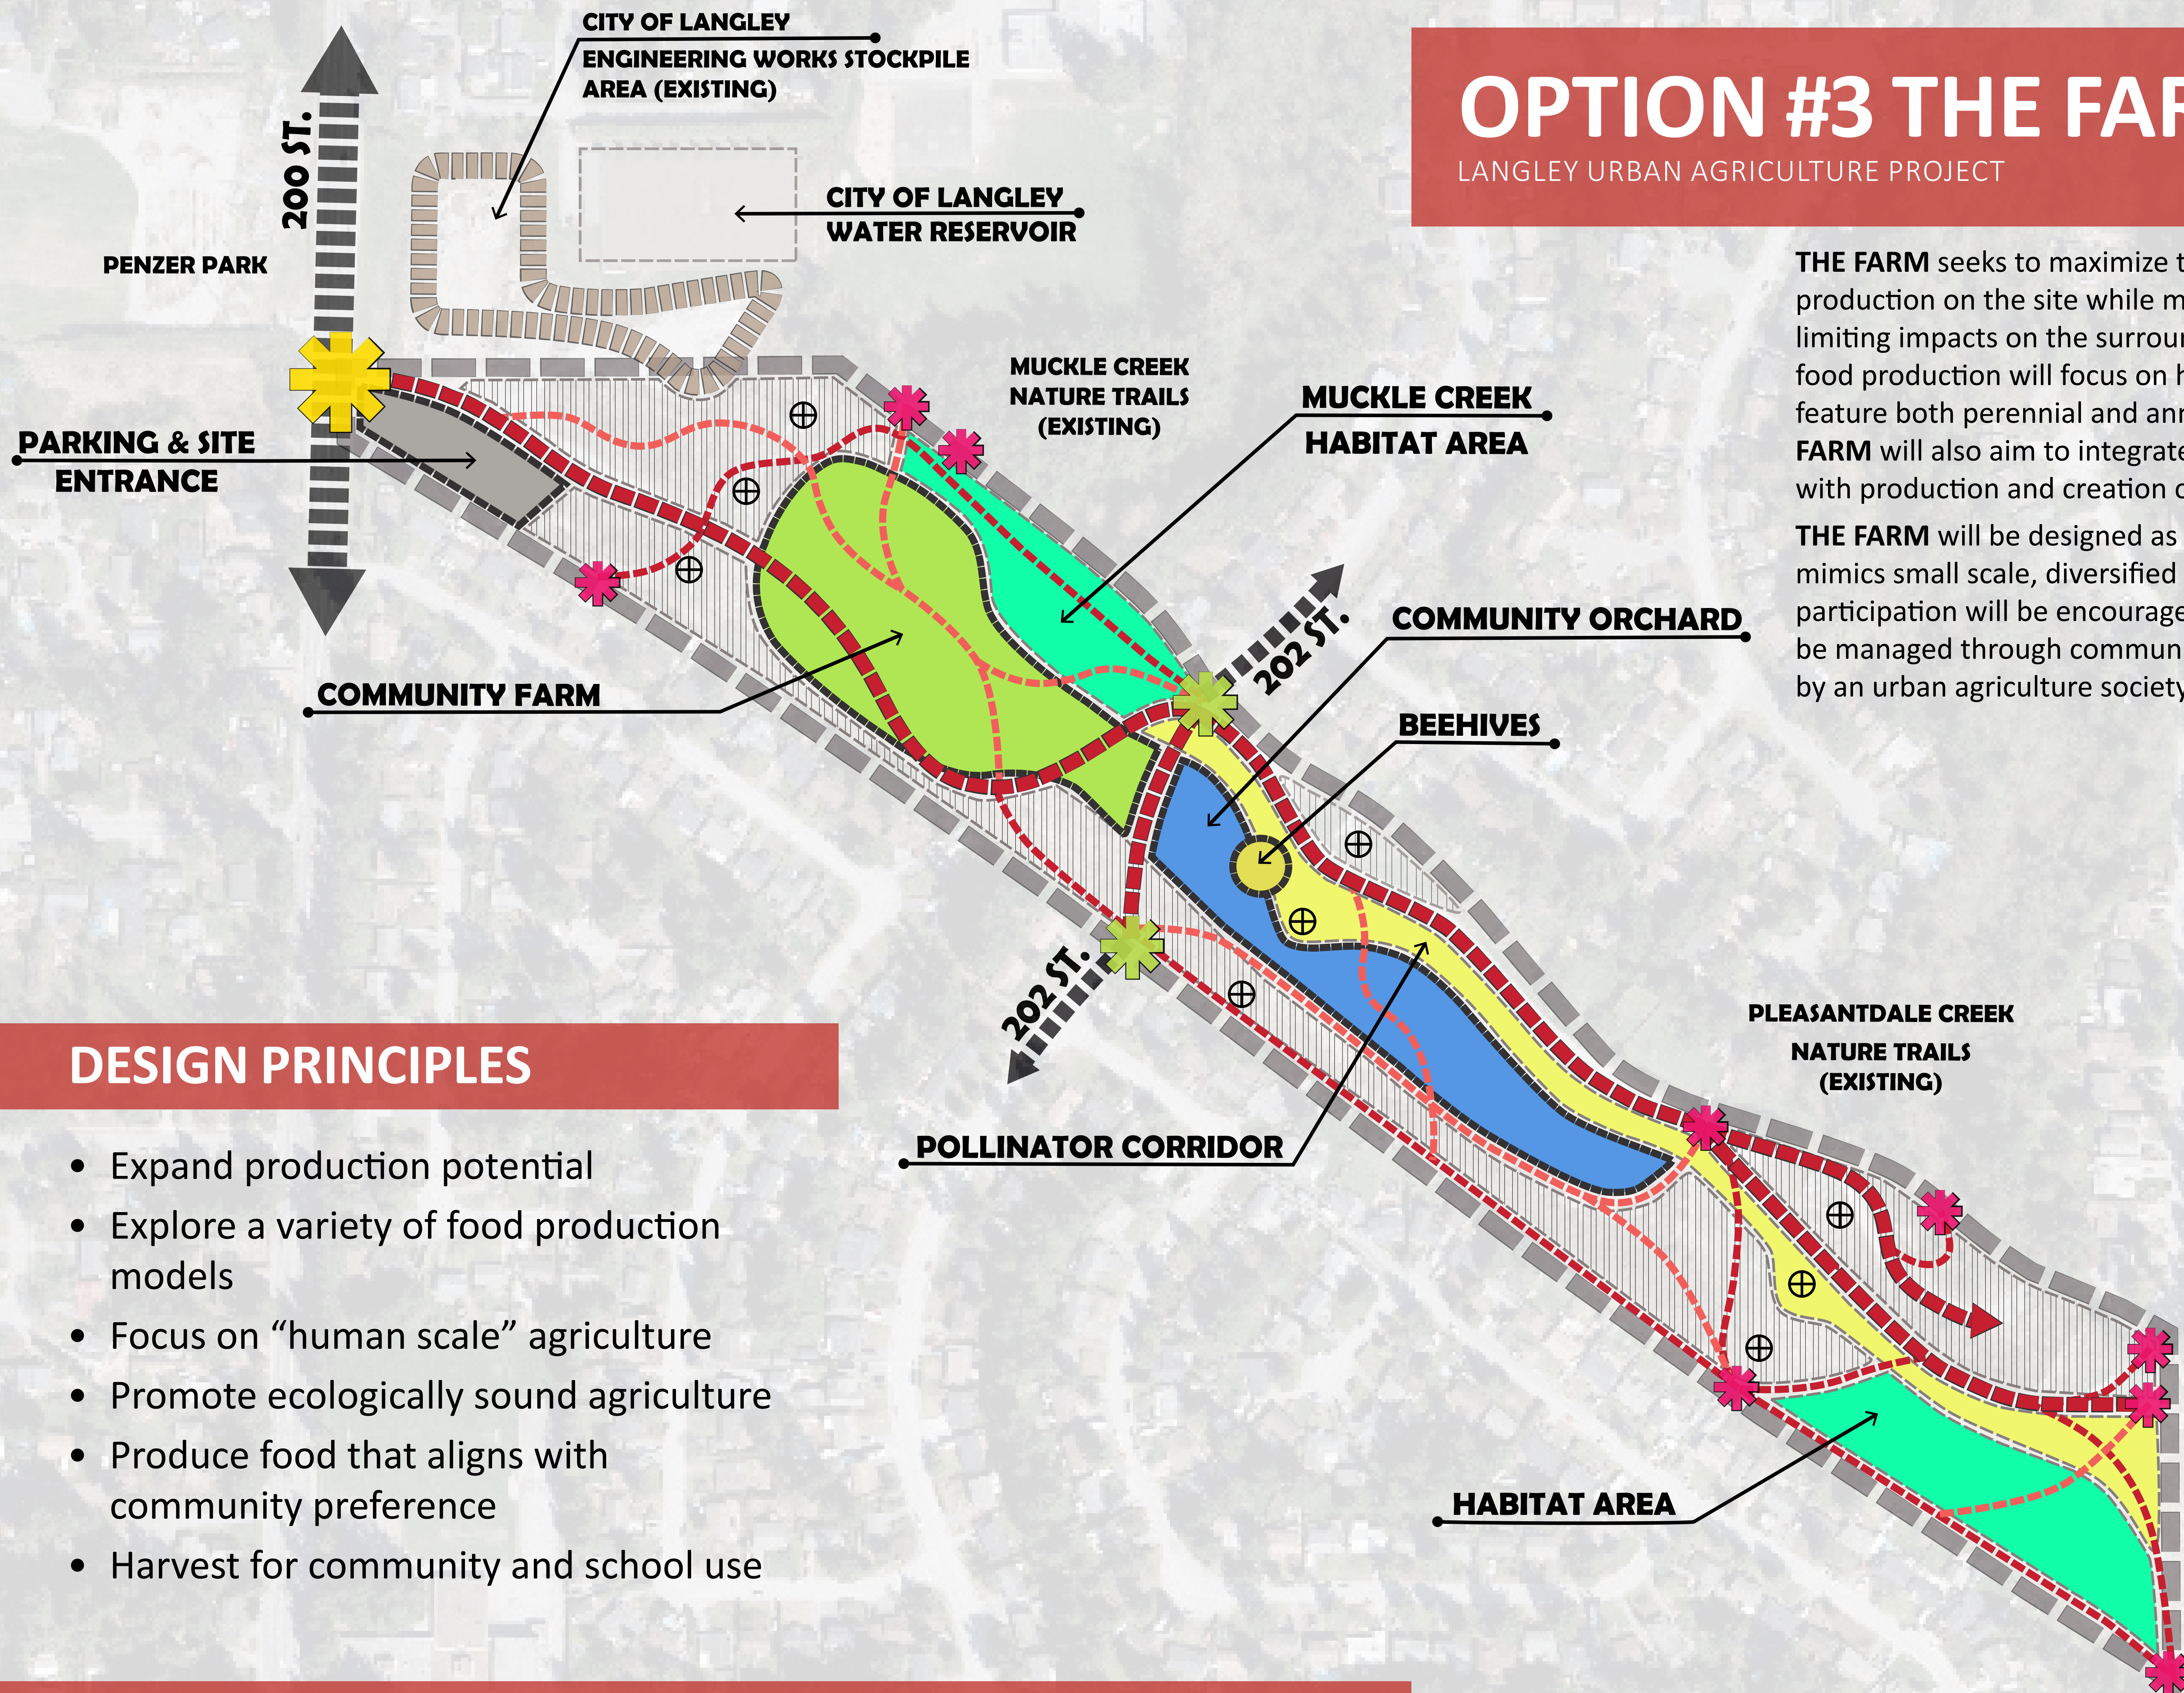 CITY OF LANGLEY
ENGINEERING WORKS STOCKPILE
AREA (EXISTING)
200 ST.
CITY OF LANGLEY
WATER RESERVOIR
PENZER PARK
OPTION #3 THE FAR
LANGLEY URBAN AGRICULTURE PROJECT
THE FARM seeks to maximize t
production on the site while m
limiting impacts on the surrou
food production will focus on h
feature both perennial and ann
FARM will also aim to integrate
with production and creation o
THE FARM will be designed as
mimics small scale, diversified
participation will be encourage
be managed through commun
by an urban agriculture society
MUCKLE CREEK
NATURE TRAILS
(EXISTING)
MUCKLE CREEK
HABITAT AREA
PARKING & SITE
ENTRANCE
202 ST.
COMMUNITY ORCHARD
COMMUNITY FARM
BEEHIVES
202 ST.
PLEASANTDALE CREEK
NATURE TRAILS
(EXISTING)
POLLINATOR CORRIDOR
HABITAT AREA
DESIGN PRINCIPLES
• Expand production potential
• Explore a variety of food production
models
• Focus on “human scale” agriculture
• Promote ecologically sound agriculture
• Produce food that aligns with
community preference
• Harvest for community and school use